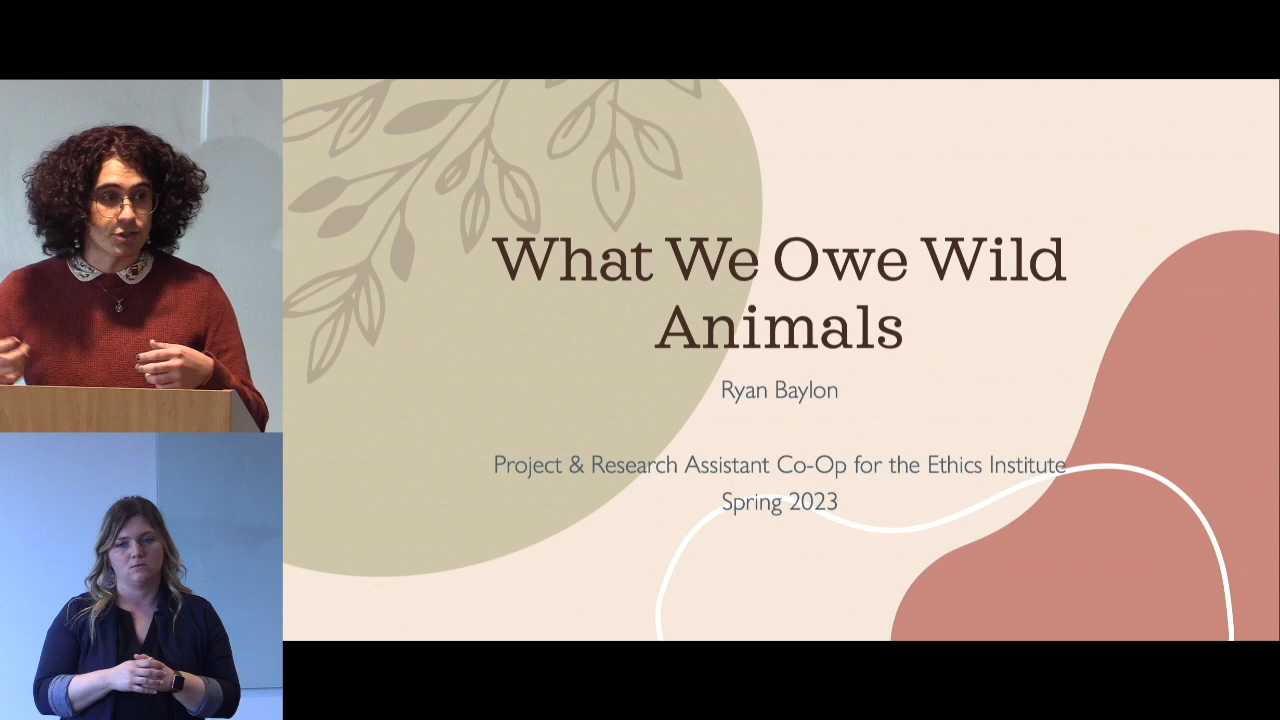 What We Owe Wild
Animals
Ryan Baylon
Project & Research Assistant Co-Op for the Ethics Institute
Spring 2023